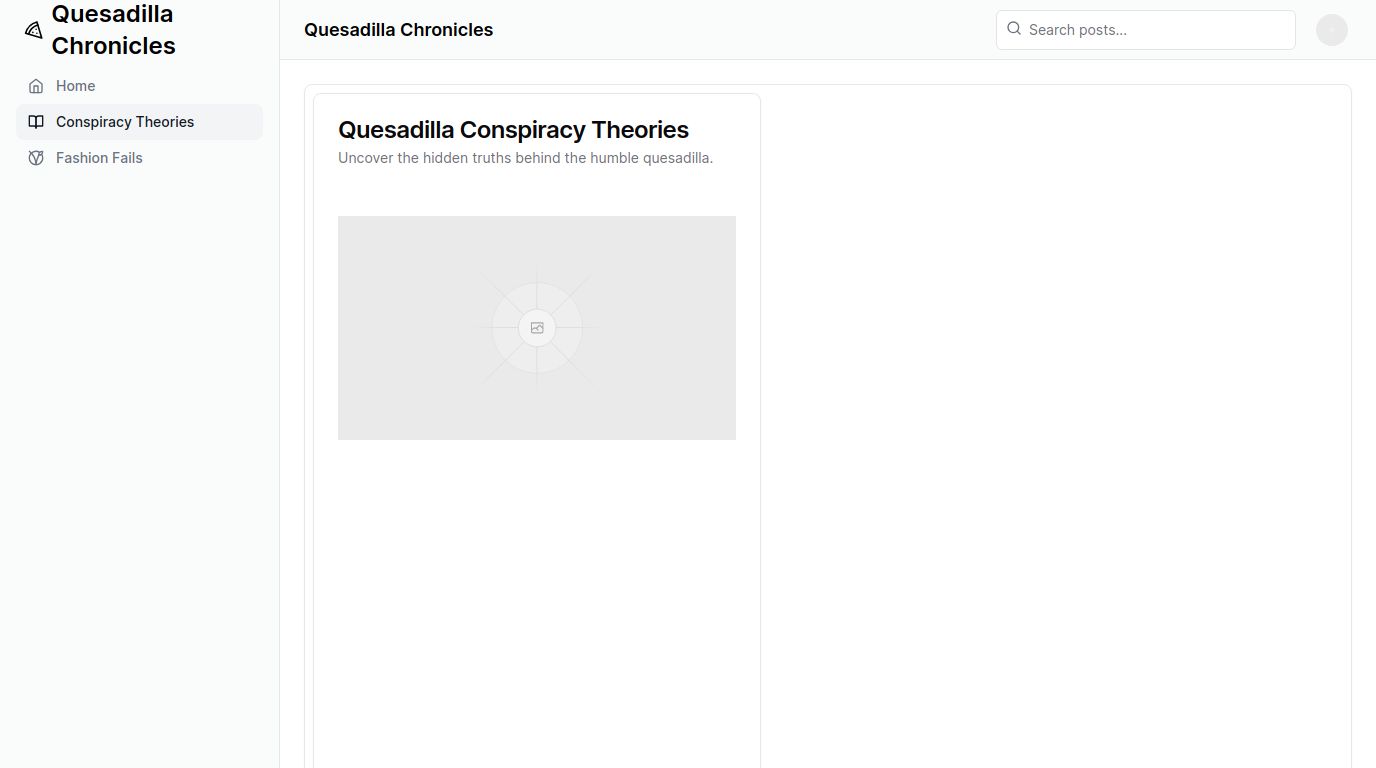 Quesadilla
Chronicles
Home
Conspiracy Theories
Fashion Fails
Quesadilla Chronicles
Search posts...
Quesadilla Conspiracy Theories
Uncover the hidden truths behind the humble quesadilla.